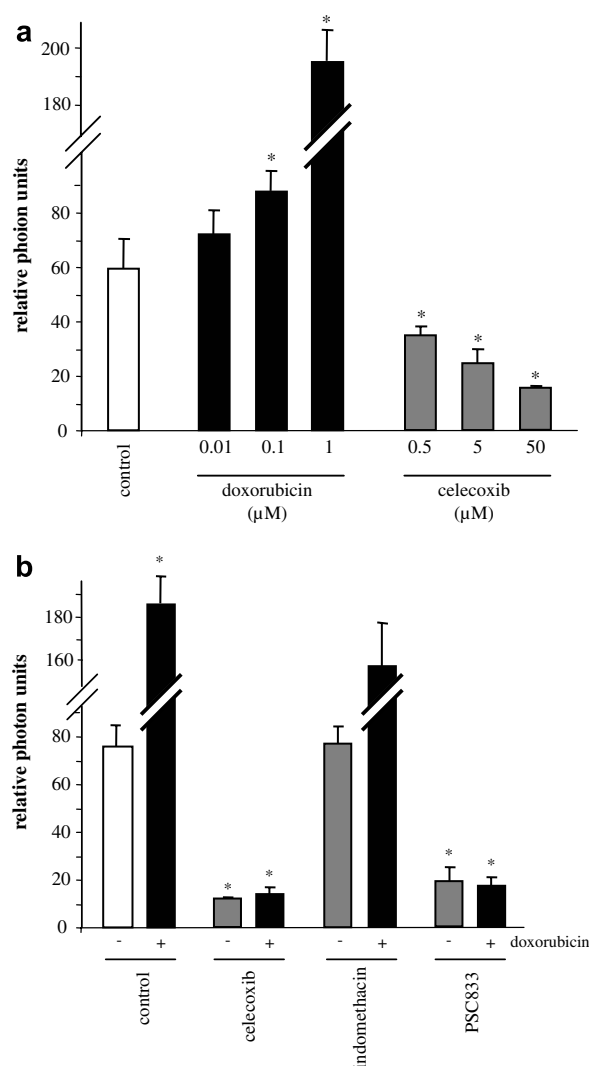 a
200
180
80
60
40
20
0
relative phoion units
*
*
*
*
*
control
0.01 0.1 1
doxorubicin
(µM)
0.5 5 50
celecoxib
(µM)
b
180
160
80
60
40
20
0
relative photon units
*
*
*
*
*
- + - + - + - + doxorubicin
control
celecoxib
indomethacin
PSC833